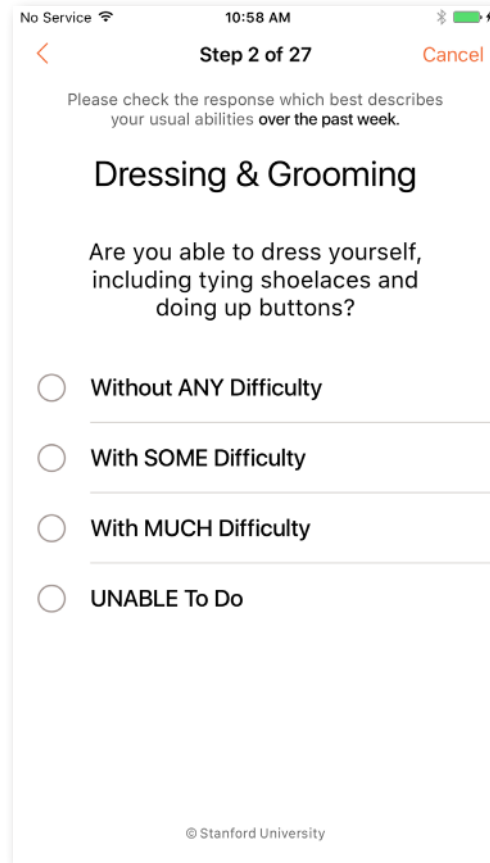 No Service 10:58 AM
Step 2 of 27 Cancel
Please check the response which best describes
your usual abilities over the past week.
Dressing & Grooming
Are you able to dress yourself,
including tying shoelaces and
doing up buttons?
Without ANY Difficulty
With SOME Difficulty
With MUCH Difficulty
UNABLE To Do
© Stanford University